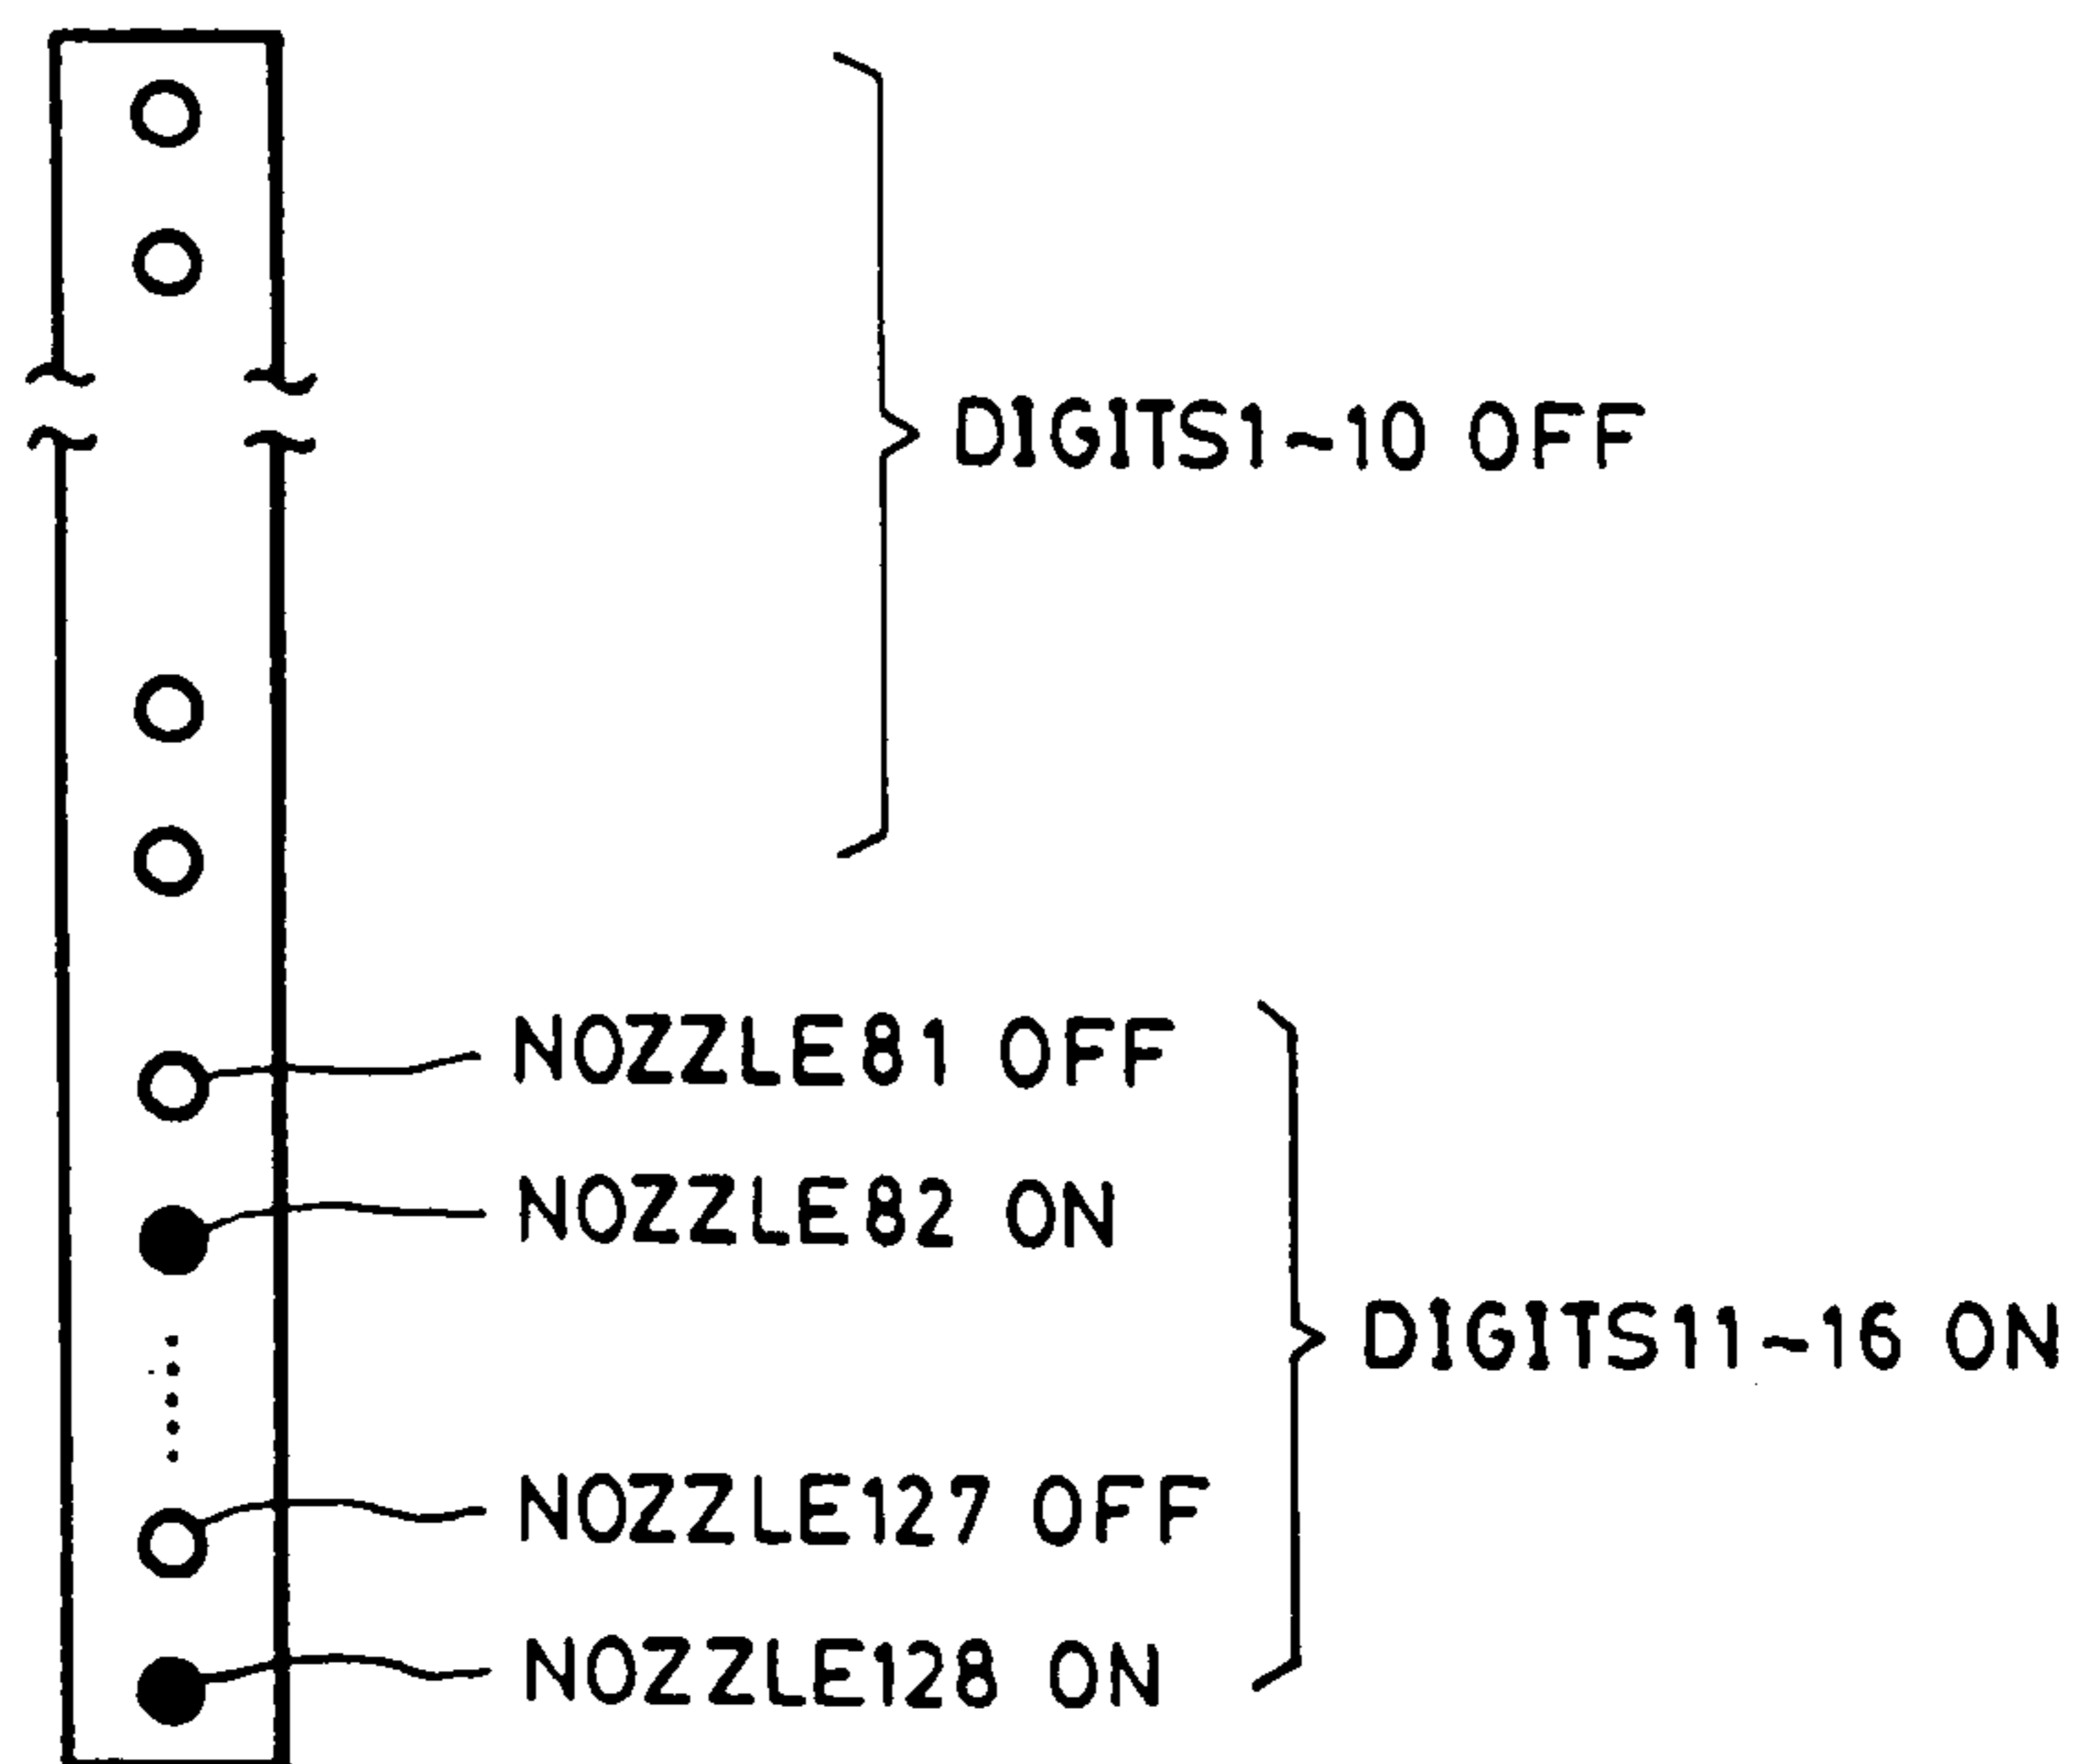 DIGITS1~10 OFF
NOZZLE81 OFF
NOZZLE82 ON
DIGITS11~16 ON
NOZZLE127 OFF
NOZZLE128 ON